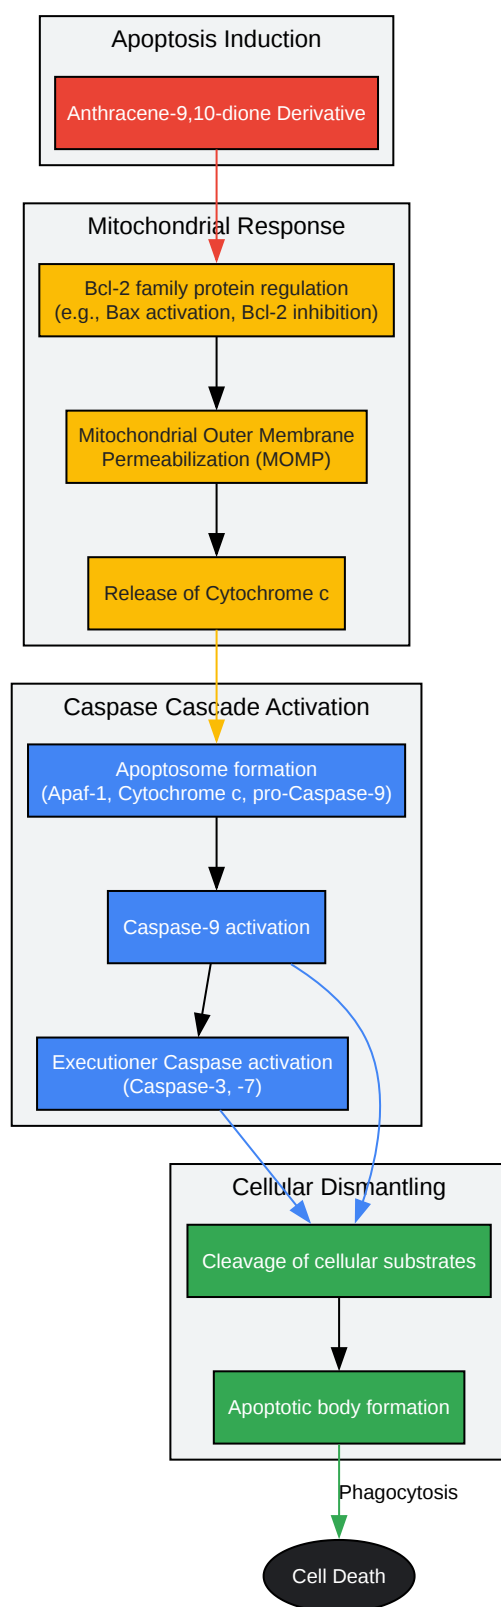 Apoptosis Induction
Anthracene-9,10-dione Derivative
Mitochondrial Response
Bcl-2 family protein regulation
(e.g., Bax activation, Bcl-2 inhibition)
Mitochondrial Outer Membrane
Permeabilization (MOMP)
Release of Cytochrome c
Caspase Cascade Activation
Apoptosome formation
(Apaf-1, Cytochrome c, pro-Caspase-9)
Caspase-9 activation
Executioner Caspase activation
(Caspase-3, -7)
Cellular Dismantling
Cleavage of cellular substrates
Apoptotic body formation
Phagocytosis
Cell Death